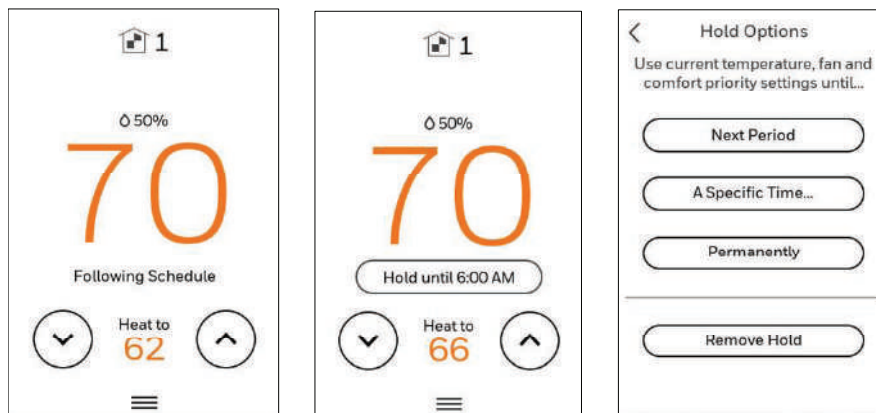 1
50%
70
Following Schedule
Heat to
62
1
50%
70
Hold until 6:00 AM
Heat to
66
Hold Options
Use current temperature, fan and
comfort priority settings until...
Next Period
A Specific Time...
Permanently
Remove Hold